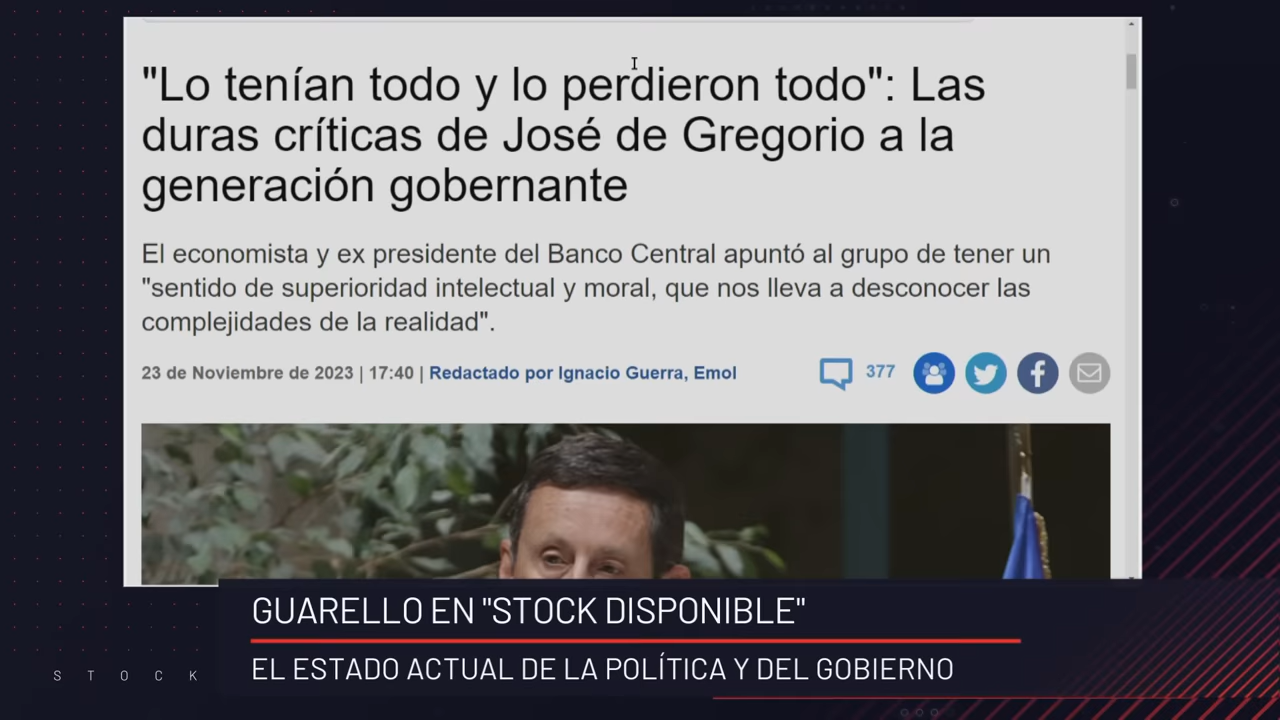 "Lo tenían todo y lo perdieron todo": Las
duras críticas de José de Gregorio a la
generación gobernante
El economista y ex presidente del Banco Central apuntó al grupo de tener un
"sentido de superioridad intelectual y moral, que nos lleva a desconocer las
complejidades de la realidad".
23 de Noviembre de 2023 | 17:40 | Redactado por Ignacio Guerra, Emol
377
GUARELLO EN "STOCK DISPONIBLE"
EL ESTADO ACTUAL DE LA POLÍTICA Y DEL GOBIERNO
STOCK